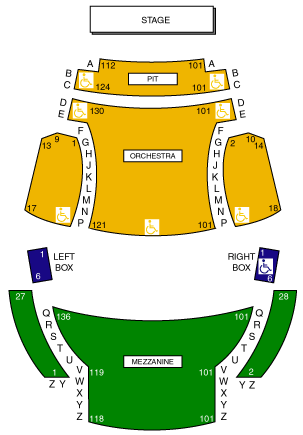 STAGE
A 112 101 A
B B
C 124 PIT 101 C
D D
E 130 101 E
F F
13 9 1 G G 2 10 14
H ORCHESTRA H
J J
K K
L L
M M
17 N N 18
P 121 101 P
1 LEFT RIGHT 1
6 BOX BOX 6
27 28
Q 136 101 Q
R R
S S
T T
U U
1 V 119 MEZZANINE 101 V 2
Z Y W W Y Z
X X
Y Y
Z 118 101 Z